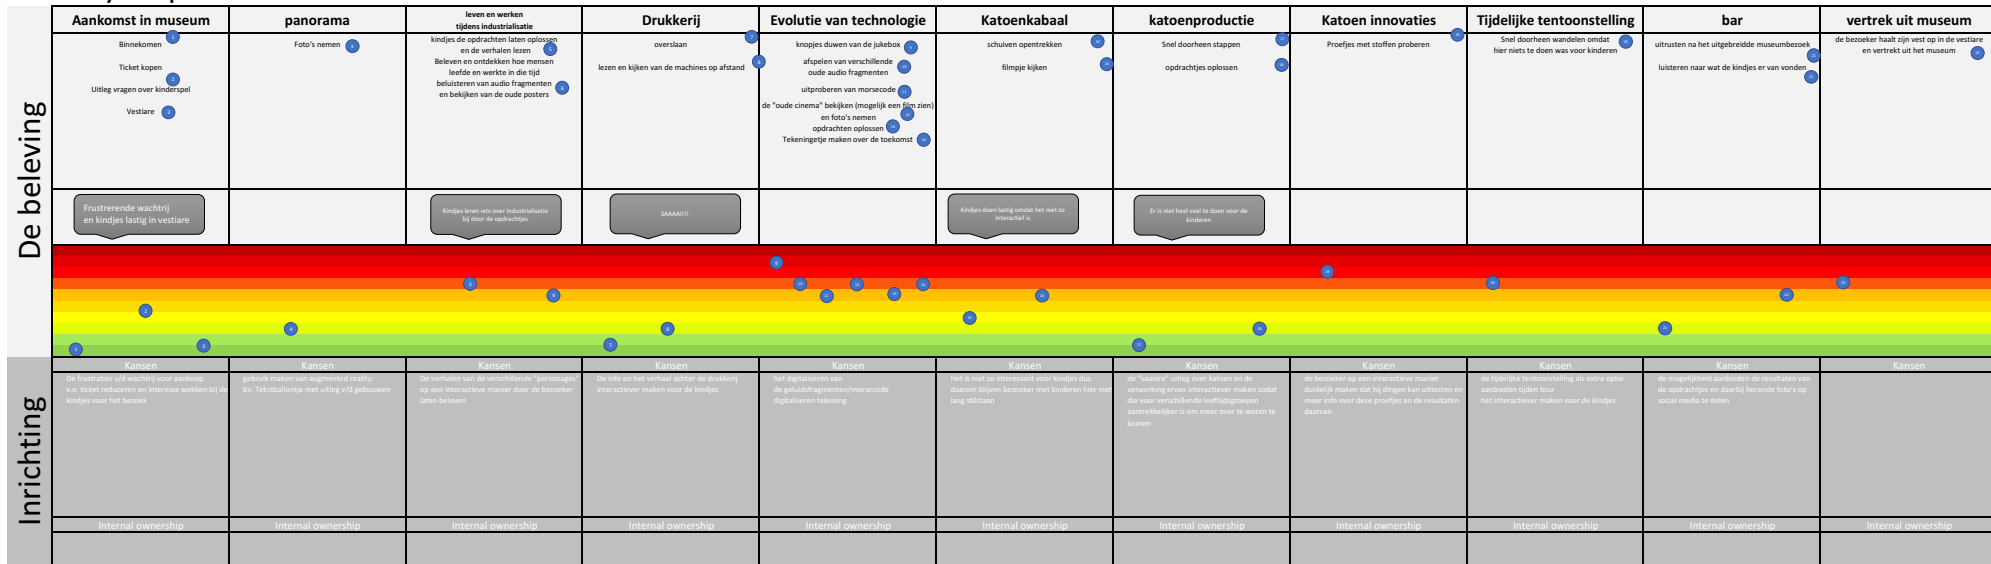 Aankomst in museum
panorama
leven en werken
tijdens industrialisatie
Drukkerij
Evolutie van technologie
Katoenkabaal
katoenproductie
Katoen innovaties
Tijdelijke tentoonstelling
bar
vertrek uit museum
De beleving
Binnekomen
Ticket kopen
Uitleg vragen over kinderspel
Vestiare
Foto's nemen
kindjes de opdrachten laten oplossen
en de verhalen lezen
Beleven en ontdekken hoe mensen
leefde en werkte in die tijd
beluisteren van audio fragmenten
en bekijken van de oude posters
overslaan
lezen en kijken van de machines op afstand
knopjes duwen van de jukebox
afspelen van verschillende
oude audio fragmenten
uitproberen van morsecode
de "oude cinema" bekijken (mogelijk een film zien)
en foto's nemen
opdrachten oplossen
Tekeningetje maken over de toekomst
schuiven opentrekken
filmpje kijken
Snel doorheen stappen
opdrachtjes oplossen
Proefjes met stoffen proberen
Snel doorheen wandelen omdat
hier niets te doen was voor kinderen
uitrusten na het uitgebreidde museumbezoek
luisteren naar wat de kindjes er van vonden
de bezoeker haalt zijn vest op in de vestiare
en vertrekt uit het museum
Frustrerende wachtrij
en kindjes lastig in vestiare
Kindjes leren iets over industrialisatie
bij door de opdrachtjes
SAAAAI!!!
Kindjes doen lastig omdat het niet zo
interactief is
Er is niet heel veel te doen voor de
kinderen
Inrichting
Kansen
Kansen
Kansen
Kansen
Kansen
Kansen
Kansen
Kansen
Kansen
Kansen
Kansen
De frustraties v/d wachtrij voor aankoop
v.e. ticket reduceren en interesse wekken bij de
kindjes voor het bezoek
gebruik maken van augmented reality:
bv. Tekstballontje met uitleg v/d gebouwen
De verhalen van de verschillende "personages"
op een interactieve manier door de bezoeker
laten beleven
De info en het verhaal achter de drukkerij
interactiever maken voor de kindjes
het digitaliseren van
de geluidsfragmenten/morsecode
digitaliseren tekening
Het is niet zo interessant voor kindjes dus
daarom blijven bezoeker met kinderen hier niet
lang stilstaan
de "saaiere" uitleg over katoen en de
verwerking ervan interactiever maken zodat
die voor verschillende leeftijdsgroepen
aantrekkelijker is om meer over te weten te
komen
de bezoeker op een interactieve manier
duidelijk maken dat hij dingen kan uittesten en
meer info over deze proefjes en de resultaten
daarvan
de tijdelijke tentoonstelling als extra optie
aanbieden tijden tour
het interactiever maken voor de kindjes
de mogelijkheid aanbieden de resultaten van
de opdrachtjes en daarbij horende foto's op
social media te delen
Internal ownership
Internal ownership
Internal ownership
Internal ownership
Internal ownership
Internal ownership
Internal ownership
Internal ownership
Internal ownership
Internal ownership
Internal ownership